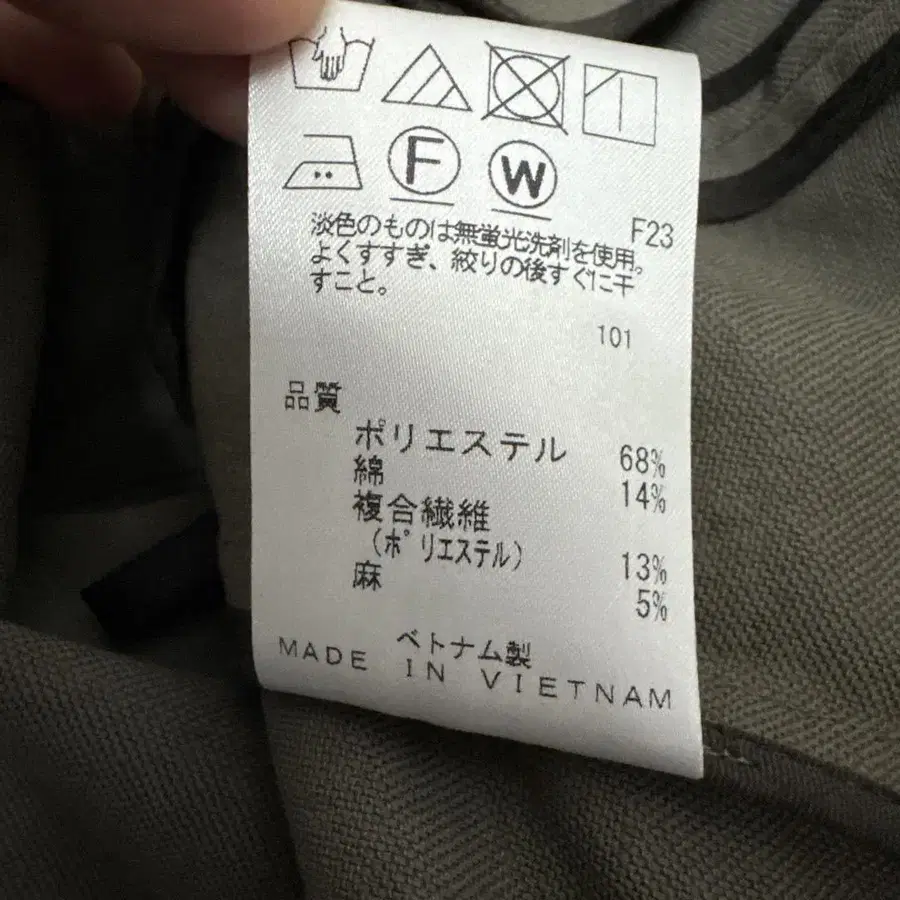 F
W
F23
淡色のものは無蛍光洗剤を使用。
よくすすぎ、絞りの後すぐに干
すこと。
101
品質
ポリエステル 68%
綿 14%
複合繊維
(ポリエステル) 13%
麻 5%
ベトナム製
MADE IN VIETNAM